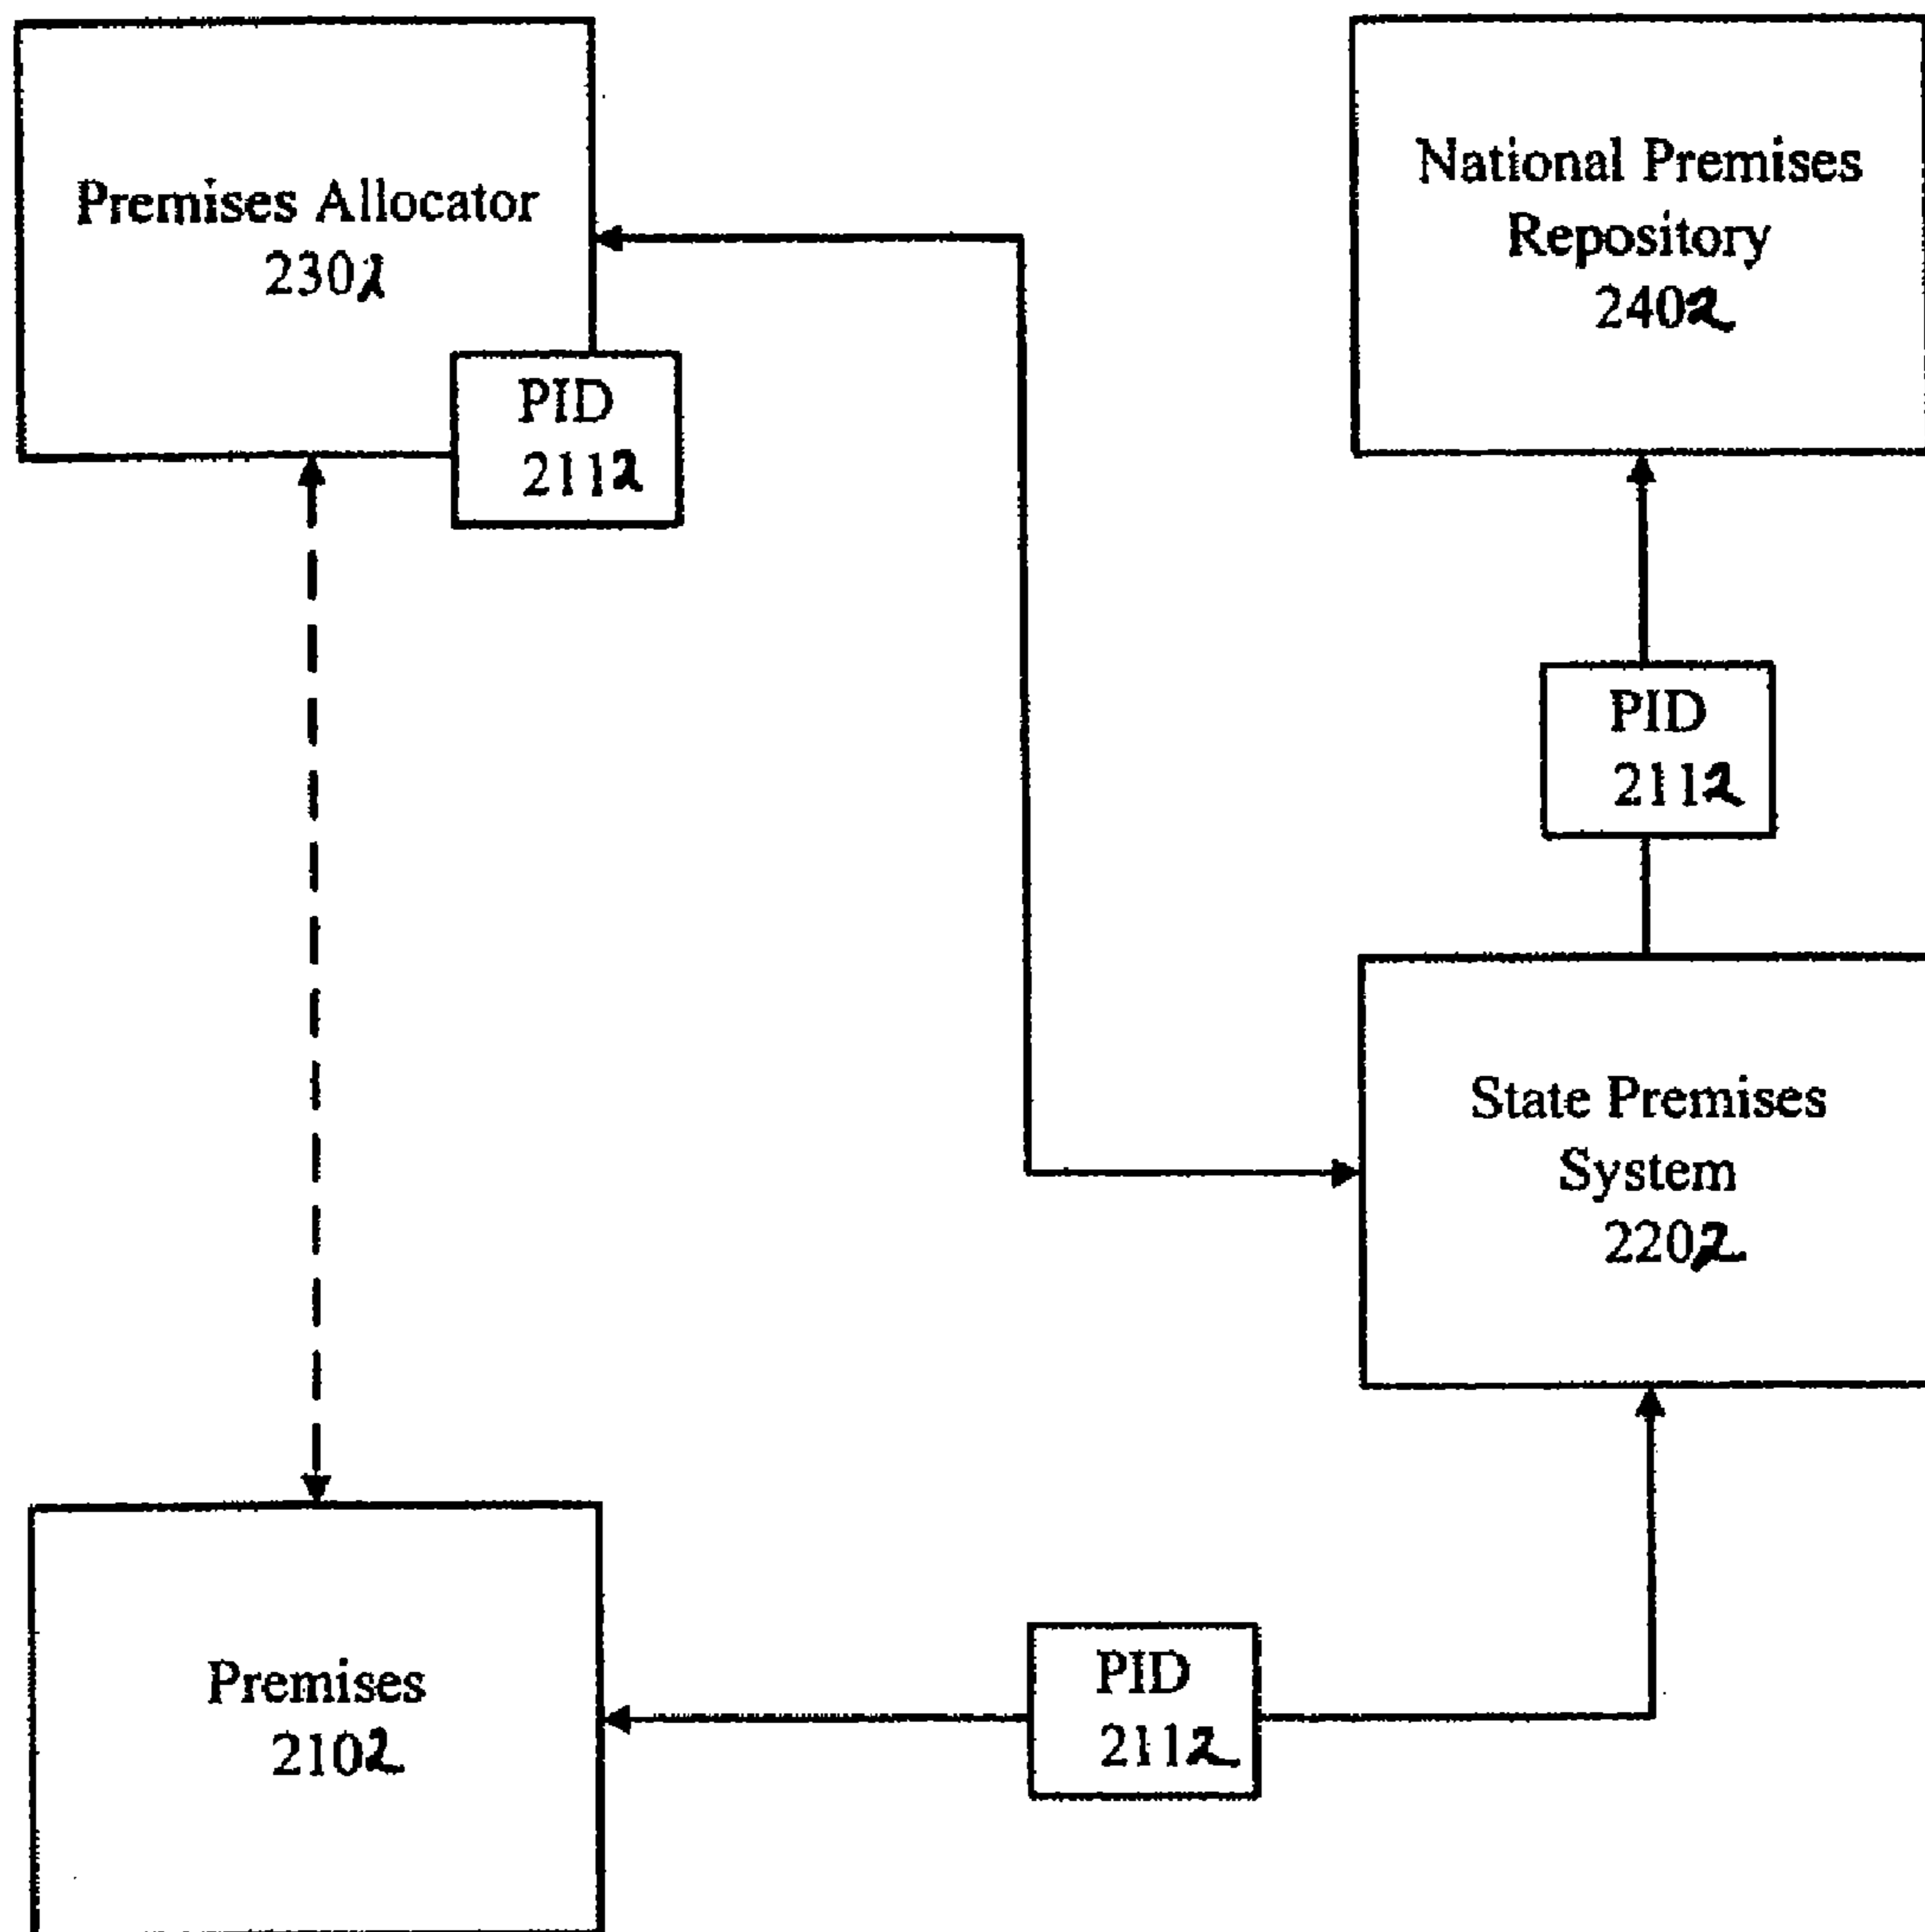 Premises Allocator
2302
PID
2112
National Premises
Repository
2402
PID
2112
State Premises
System
2202
Premises
2102
PID
2112